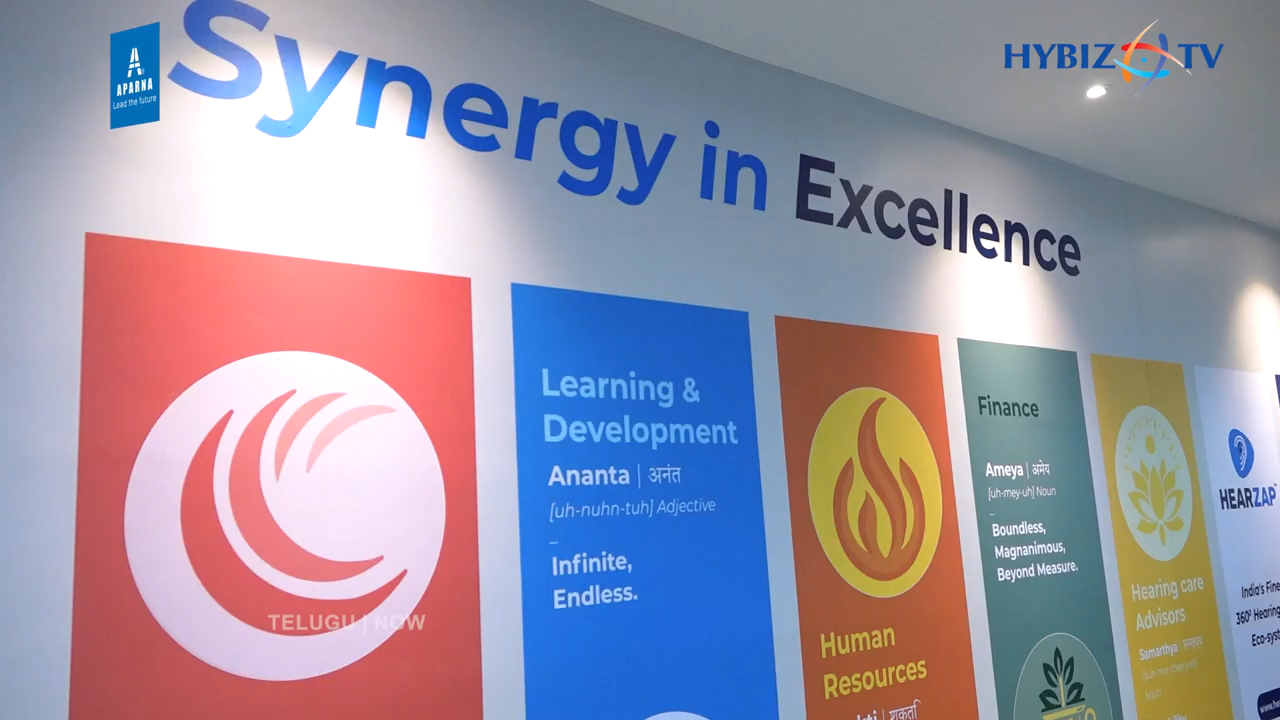 APARNA
Lead the future
HYBIZ TV
Synergy in Excellence
Learning &
Development
Ananta | अनंत
[uh-nuhn-tuh] Adjective
Infinite,
Endless.
Human
Resources
Finance
Ameya | अमेय
[uh-mey-uh] Noun
Boundless,
Magnanimous,
Beyond Measure.
Hearing care
Advisors
Samarthya
Noun
HEARZAP
India's
360° Hearing
TELUGU | NOW